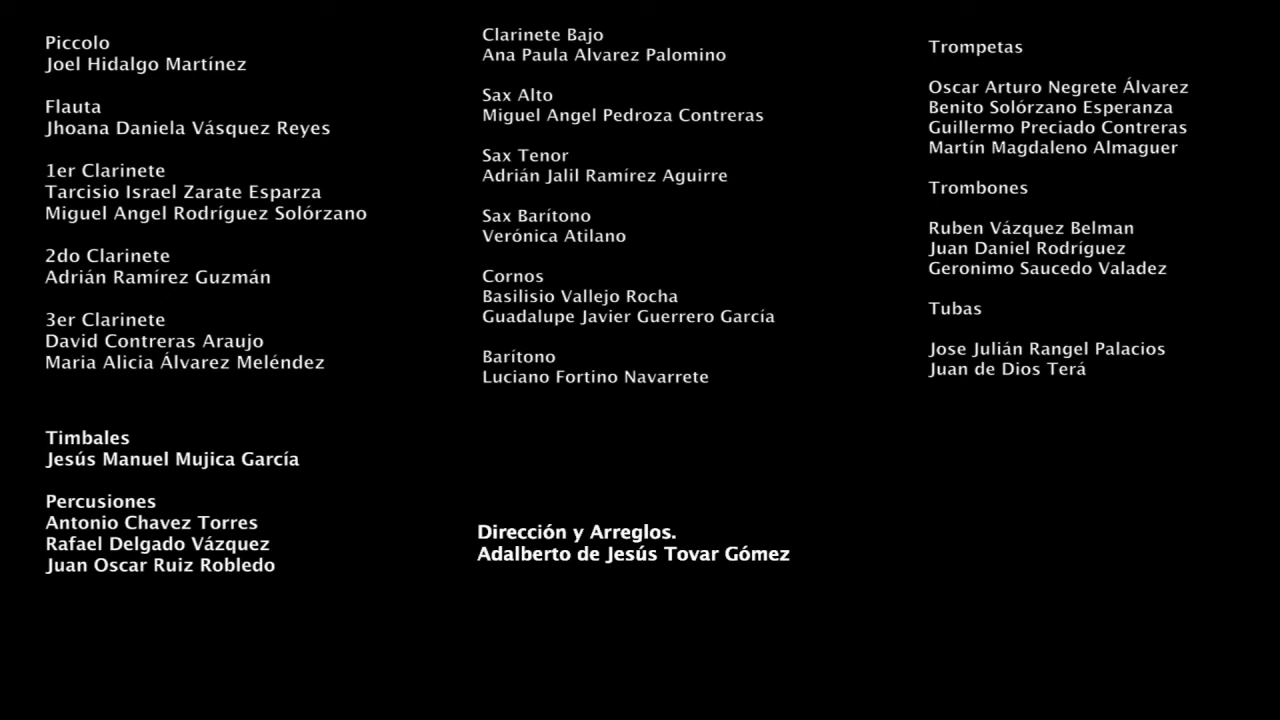 Piccolo
Joel Hidalgo Martínez
Flauta
Jhoana Daniela Vásquez Reyes
1er Clarinete
Tarcisio Israel Zarate Esparza
Miguel Angel Rodríguez Solórzano
2do Clarinete
Adrián Ramírez Guzmán
3er Clarinete
David Contreras Araujo
Maria Alicia Álvarez Meléndez
Timbales
Jesús Manuel Mujica García
Percusiones
Antonio Chavez Torres
Rafael Delgado Vázquez
Juan Oscar Ruiz Robledo
Clarinete Bajo
Ana Paula Alvarez Palomino
Sax Alto
Miguel Angel Pedroza Contreras
Sax Tenor
Adrián Jalil Ramírez Aguirre
Sax Barítono
Verónica Atilano
Cornos
Basilisio Vallejo Rocha
Guadalupe Javier Guerrero García
Barítono
Luciano Fortino Navarrete
Dirección y Arreglos.
Adalberto de Jesús Tovar Gómez
Trompetas
Oscar Arturo Negrete Álvarez
Benito Solórzano Esperanza
Guillermo Preciado Contreras
Martín Magdaleno Almaguer
Trombones
Ruben Vázquez Belman
Juan Daniel Rodríguez
Geronimo Saucedo Valadez
Tubas
Jose Julián Rangel Palacios
Juan de Dios Terá